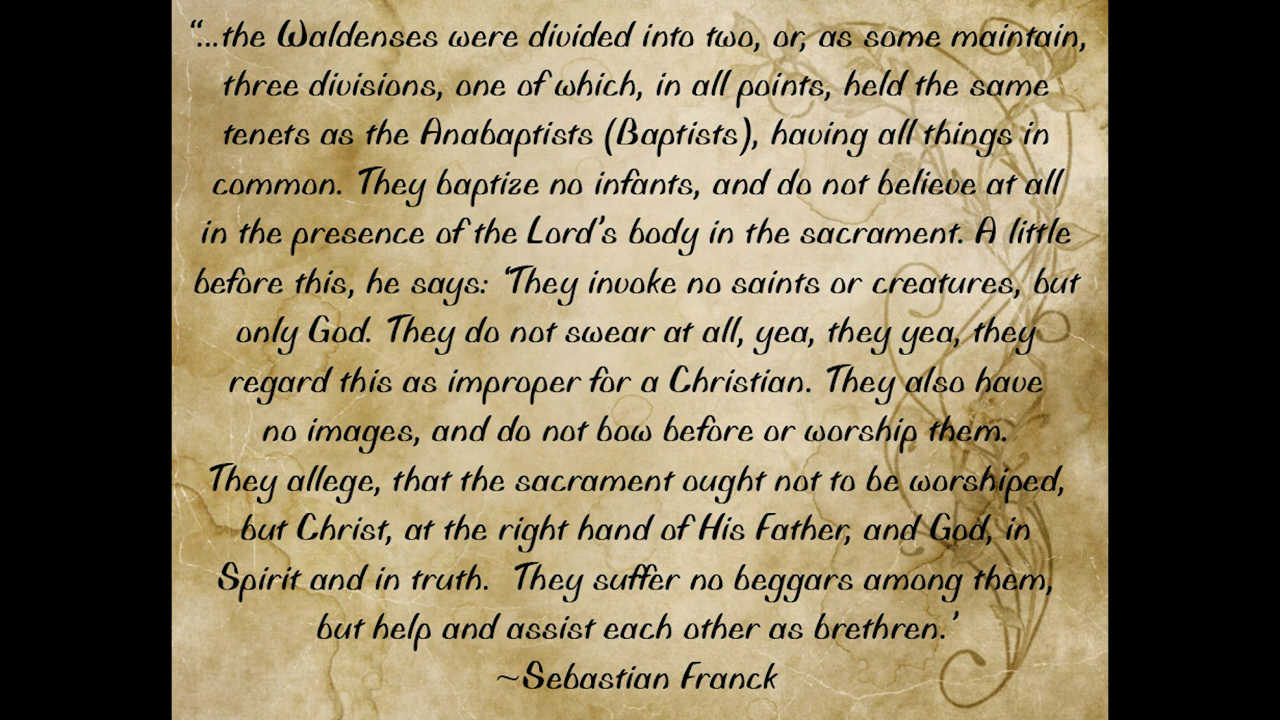 “...the Waldenses were divided into two, or, as some maintain,
three divisions, one of which, in all points, held the same
tenets as the Anabaptists (Baptists), having all things in
common. They baptize no infants, and do not believe at all
in the presence of the Lord's body in the sacrament. A little
before this, he says: ‘They invoke no saints or creatures, but
only God. They do not swear at all, yea, they yea, they
regard this as improper for a Christian. They also have
no images, and do not bow before or worship them.
They allege, that the sacrament ought not to be worshiped,
but Christ, at the right hand of His Father, and God, in
Spirit and in truth. They suffer no beggars among them,
but help and assist each other as brethren.’
~Sebastian Franck